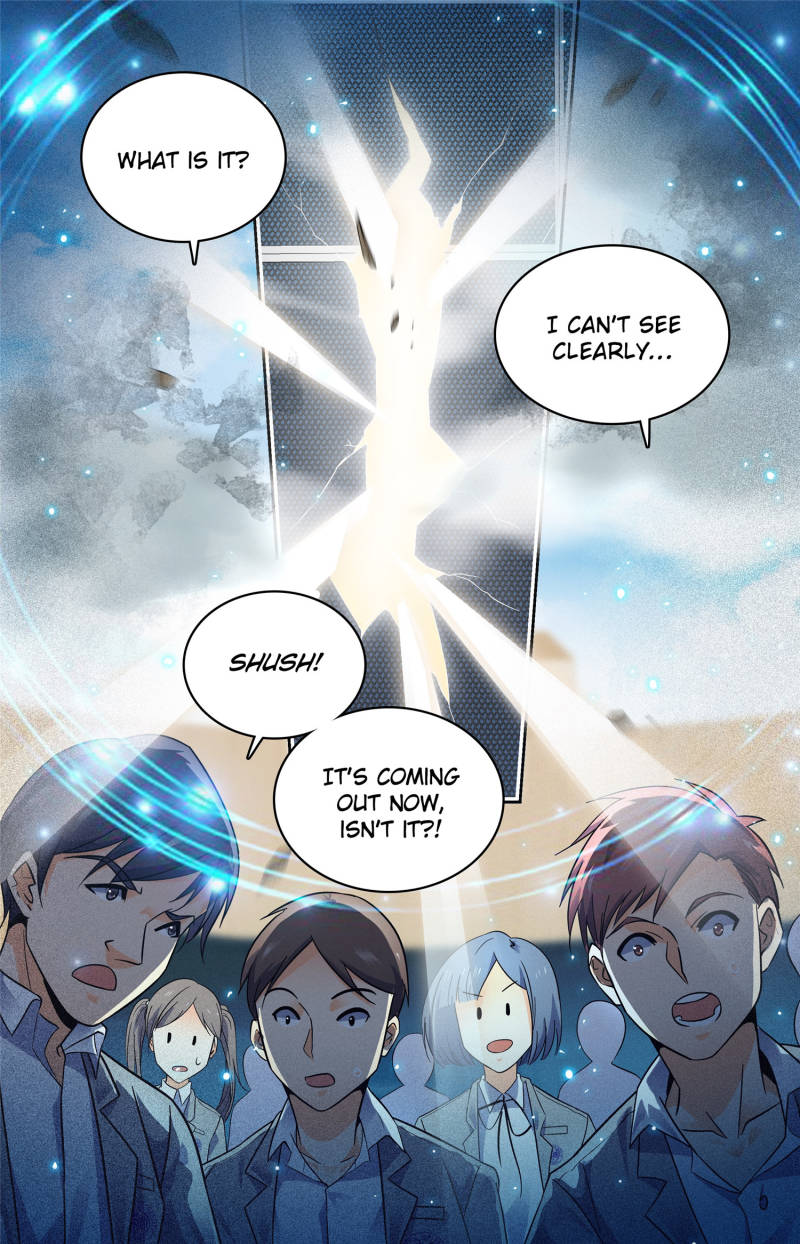 WHAT IS IT?
I CAN'T SEE
CLEARLY...
SHUSH!
IT'S COMING
OUT NOW,
ISN'T IT?!